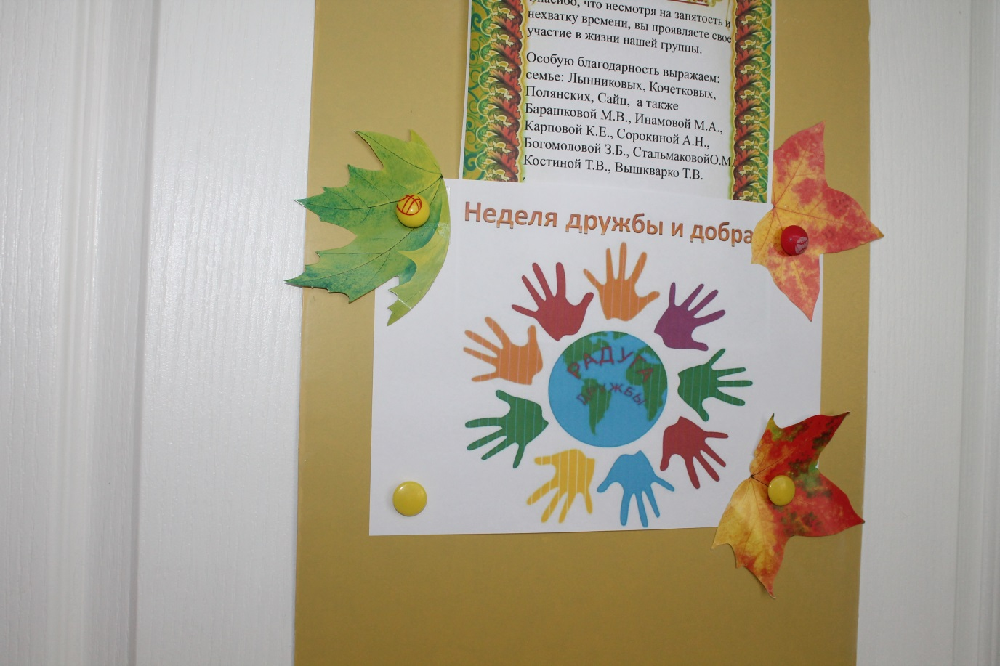 Спасибо, что несмотря на занятость и
нехватку времени, вы проявляете свое
участие в жизни нашей группы.
Особую благодарность выражаем:
семье: Лынниковых, Кочетковых,
Полянских, Сайц, а также
Барашковой М.В., Инамовой М.А.,
Карповой К.Е., Сорокиной А.Н.,
Богомоловой З.Б., СтальмаковойО.М.
Костиной Т.В., Вышкварко Т.В.
Неделя дружбы и добра
РАДУГА
ДРУЖБЫ